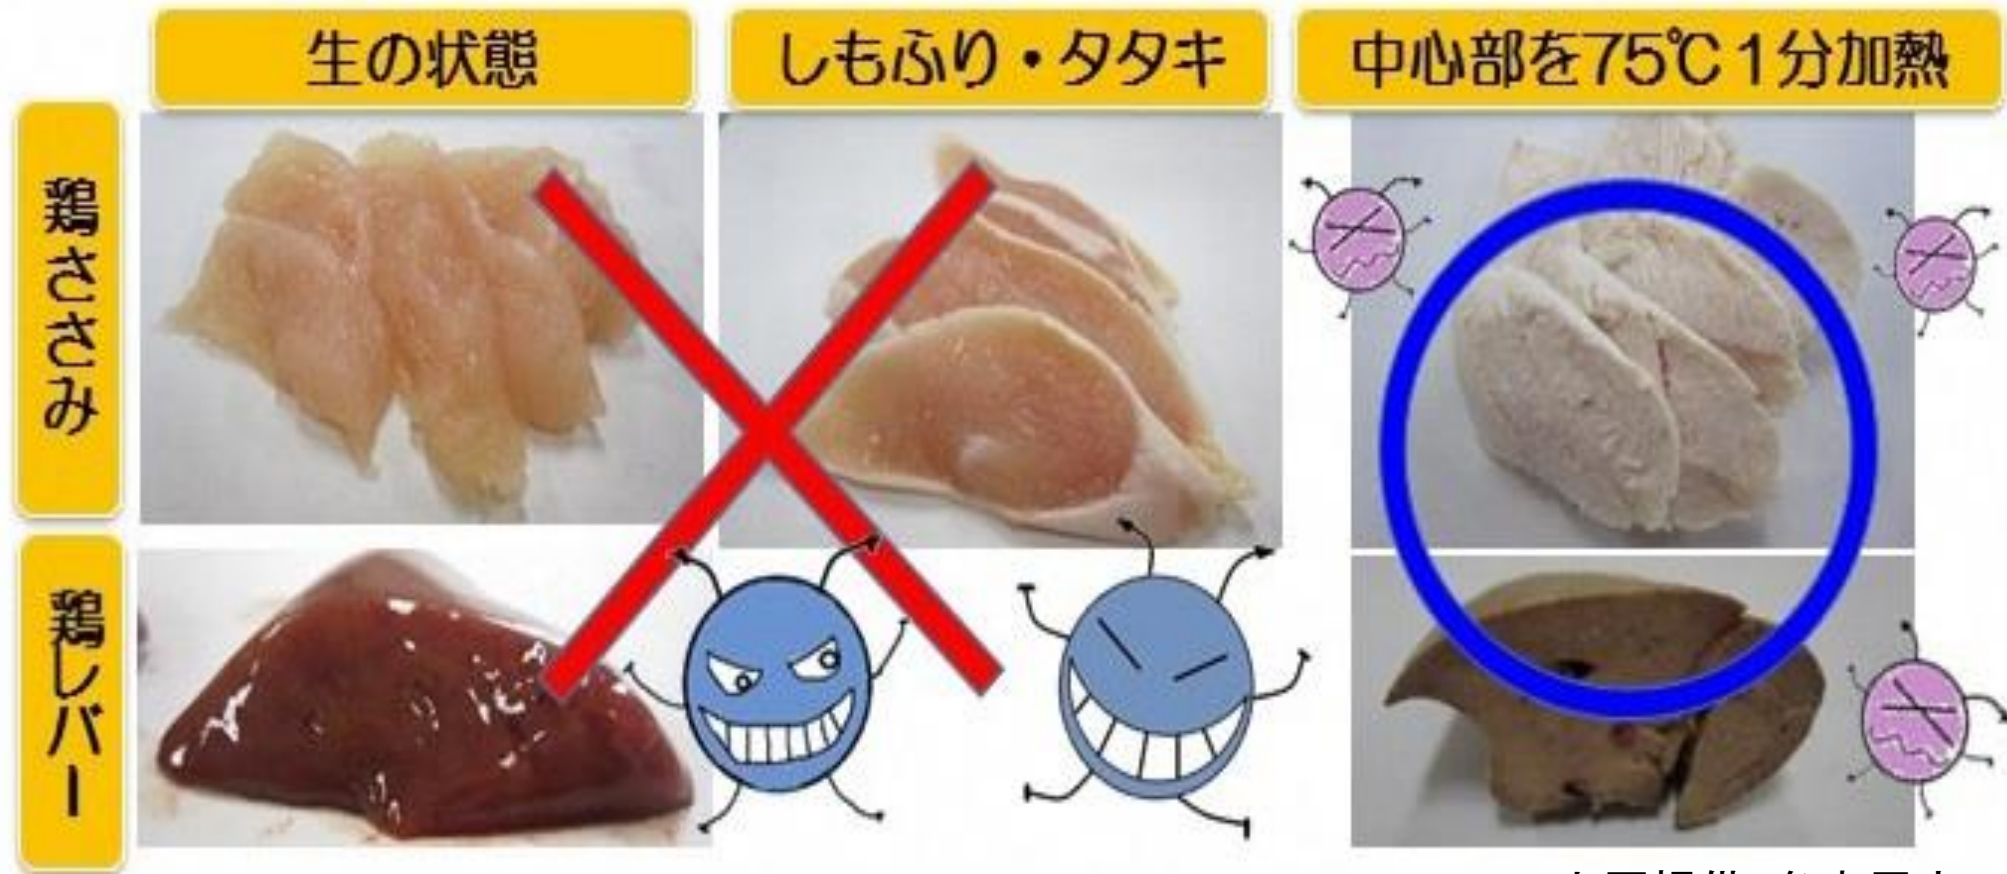 生の状態
しもふり・タタキ
中心部を75℃1分加熱
鶏ささみ
鶏レバー